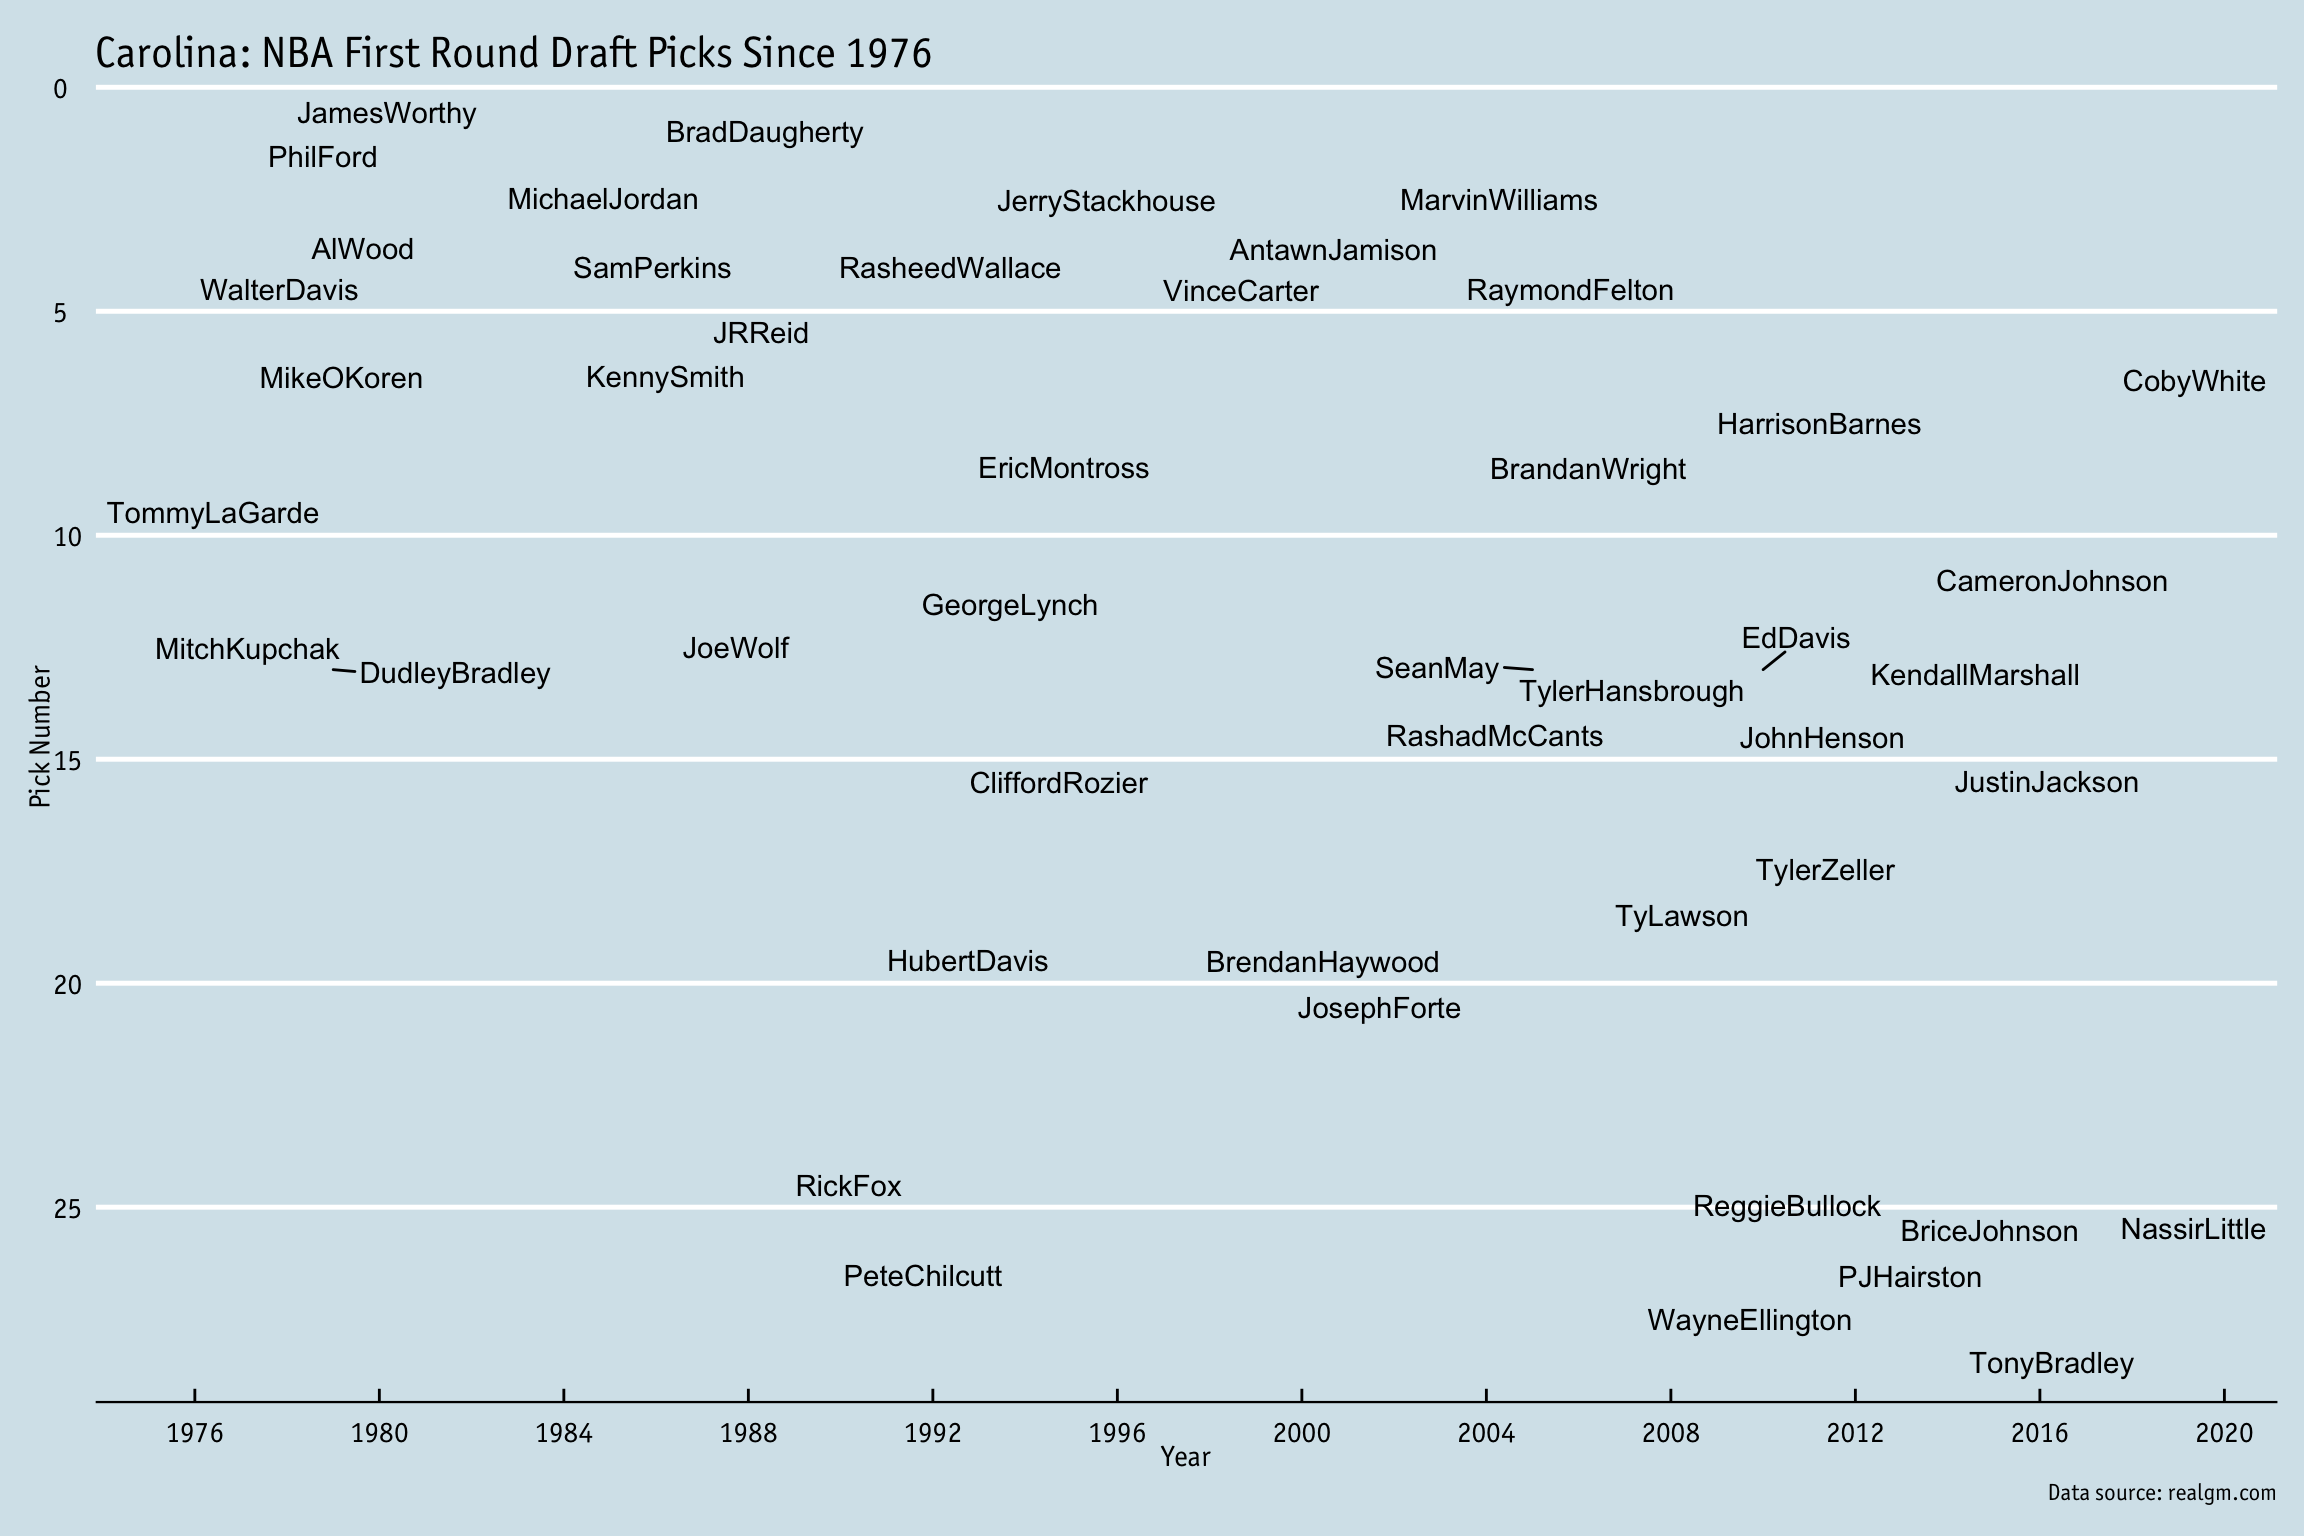 Carolina: NBA First Round Draft Picks Since 1976
0
JamesWorthy
BradDaugherty
PhilFord
MichaelJordan
JerryStackhouse
MarvinWilliams
AlWood
AntawnJamison
SamPerkins
RasheedWallace
WalterDavis
VinceCarter
RaymondFelton
5
JRReid
MikeOKoren
KennySmith
CobyWhite
HarrisonBarnes
EricMontross
BrandanWright
TommyLaGarde
10
CameronJohnson
GeorgeLynch
EdDavis
MitchKupchak
JoeWolf
DudleyBradley
SeanMay
KendallMarshall
TylerHansbrough
RashadMcCants
JohnHenson
Pick Number
15
CliffordRozier
JustinJackson
TylerZeller
TyLawson
HubertDavis
BrendanHaywood
20
JosephForte
RickFox
25
ReggieBullock
BriceJohnson
NassirLittle
PeteChilcutt
PJHairston
WayneEllington
TonyBradley
1976 1980 1984 1988 1992 1996 2000 2004 2008 2012 2016 2020
Year
Data source: realgm.com